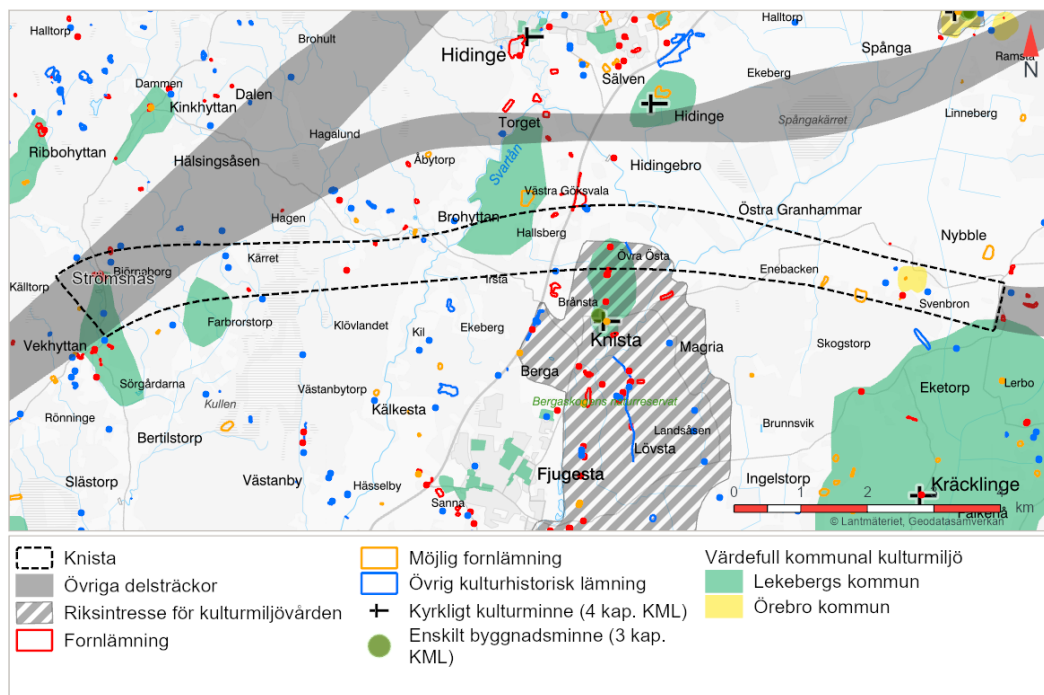 Halltorp
Brohult
Hidinge
Halltorp
Spånga
Ramsta
N
Dammen
Dalen
Kinkhyttan
Sälven
Ekeberg
Linneberg
Hagalund
Torget
Hidinge
Spångakärret
Ribbohyttan
Hälsingsåsen
Åbytorp
Svartån
Hidingebro
Västra Göksvala
Hagen
Brohyttan
Östra Granhammar
Hallsberg
Nybble
Kärret
Övra Östa
Björnaborg
Enebacken
Källtorp
Strömsnäs
Irsta
Brånsta
Svenbron
Farbrorstorp
Klövlandet
Kil
Ekeberg
Knista
Magria
Skogstorp
Vekhyttan
Berga
Sörgårdarna
Västanbytorp
Eketorp
Lerbo
Kullen
Kälkesta
Bergaskogens naturreservat
Rönninge
Brunnsvik
Bertilstorp
Landsåsen
Lövsta
Fjugesta
Slästorp
Västanby
Hässelby
Ingelstorp
Kräcklinge
Sanna
0 1 2 3 4 km
Falkenå
© Lantmäteriet, Geodatasamverkan
Knista
Övriga delsträckor
Riksintresse för kulturmiljövården
Fornlämning
Möjlig fornlämning
Övrig kulturhistorisk lämning
Kyrkligt kulturminne (4 kap. KML)
Enskilt byggnadsminne (3 kap.
KML)
Värdefull kommunal kulturmiljö
Lekebergs kommun
Örebro kommun